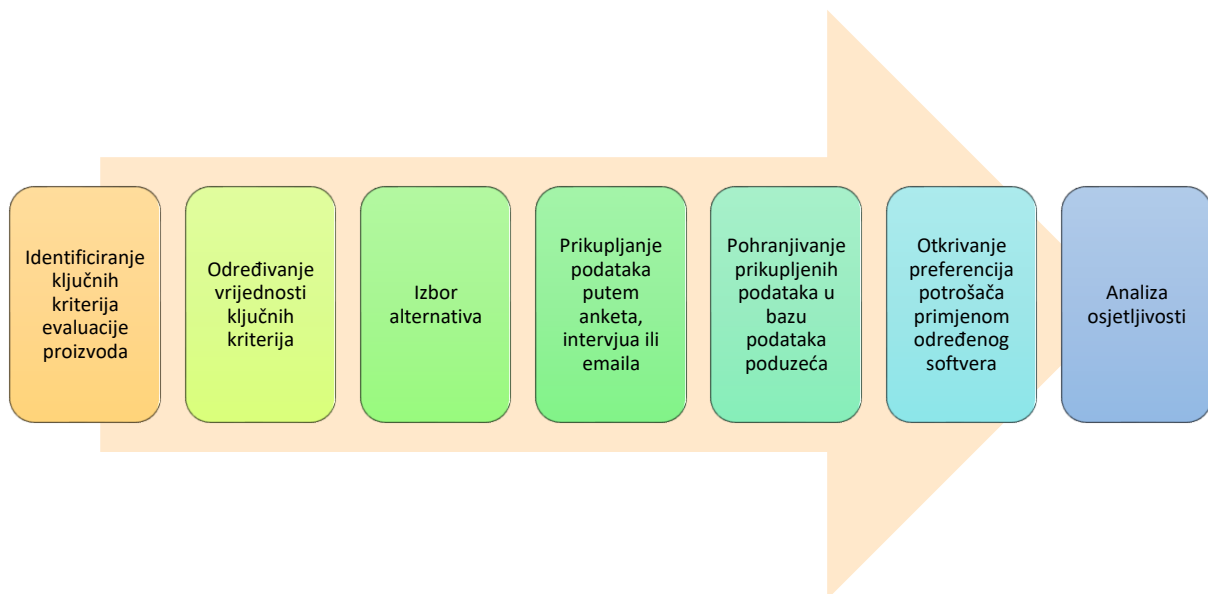 Identificiranje
ključnih
kriterija
evaluacije
proizvoda
Određivanje
vrijednosti
ključnih
kriterija
Izbor
alternativa
Prikupljanje
podataka
putem
anketa,
intervjua ili
emaila
Pohranjivanje
prikupljenih
podataka u
bazu
podataka
poduzeća
Otkrivanje
preferencija
potrošača
primjenom
određenog
softvera
Analiza
osjetljivosti